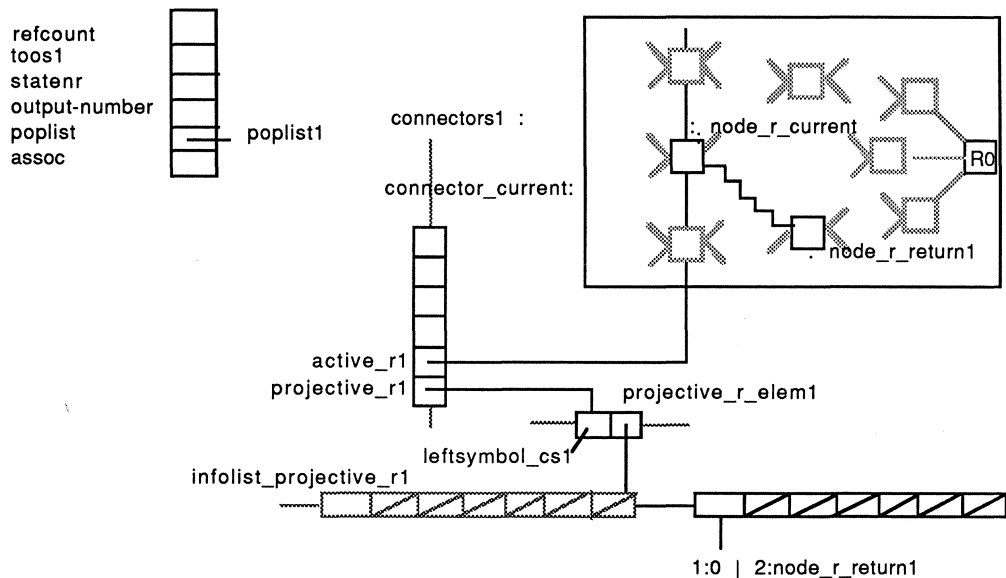 refcount
toos1
statenr
output-number
poplist
poplist1
assoc
connectors1 :
connector_current:
:. node_r_current
R0
. node_r_return1
active_r1
projective_r1
projective_r_elem1
leftsymbol_cs1
infolist_projective_r1
1:0 | 2:node_r_return1